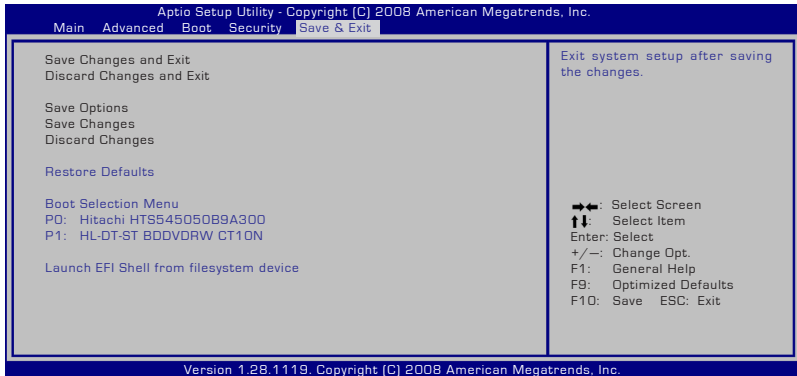 Aptio Setup Utility - Copyright (C) 2008 American Megatrends, Inc.
Main Advanced Boot Security Save & Exit
Save Changes and Exit
Discard Changes and Exit
Save Options
Save Changes
Discard Changes
Restore Defaults
Boot Selection Menu
P0: Hitachi HTS545050B9A300
P1: HL-DT-ST BDDVDRW CT10N
Launch EFI Shell from filesystem device
Exit system setup after saving
the changes.
→←: Select Screen
↑↓: Select Item
Enter: Select
+/—: Change Opt.
F1: General Help
F9: Optimized Defaults
F10: Save ESC: Exit
Version 1.28.1119. Copyright (C) 2008 American Megatrends, Inc.